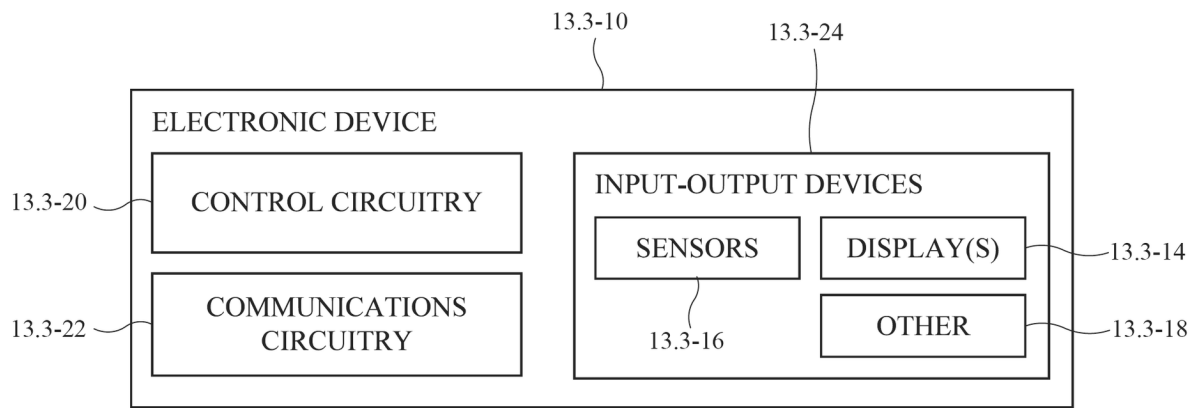 13.3-10
13.3-24
ELECTRONIC DEVICE
13.3-20
CONTROL CIRCUITRY
INPUT-OUTPUT DEVICES
SENSORS
DISPLAY(S)
13.3-14
13.3-22
COMMUNICATIONS
CIRCUITRY
13.3-16
OTHER
13.3-18